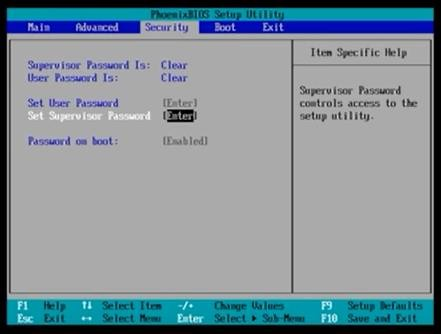 PhoenixBIOS Setup Utility
Main Advanced Security Boot Exit
Item Specific Help
Supervisor Password Is: Clear
User Password Is: Clear
Set User Password [Enter]
Set Supervisor Password [Enter]
Password on boot: [Enabled]
Supervisor Password
controls access to the
setup utility.
F1 Help ↑↓ Select Item -/+ Change Values F9 Setup Defaults
Esc Exit ↔ Select Menu Enter Select ▶ Sub-Menu F10 Save and Exit